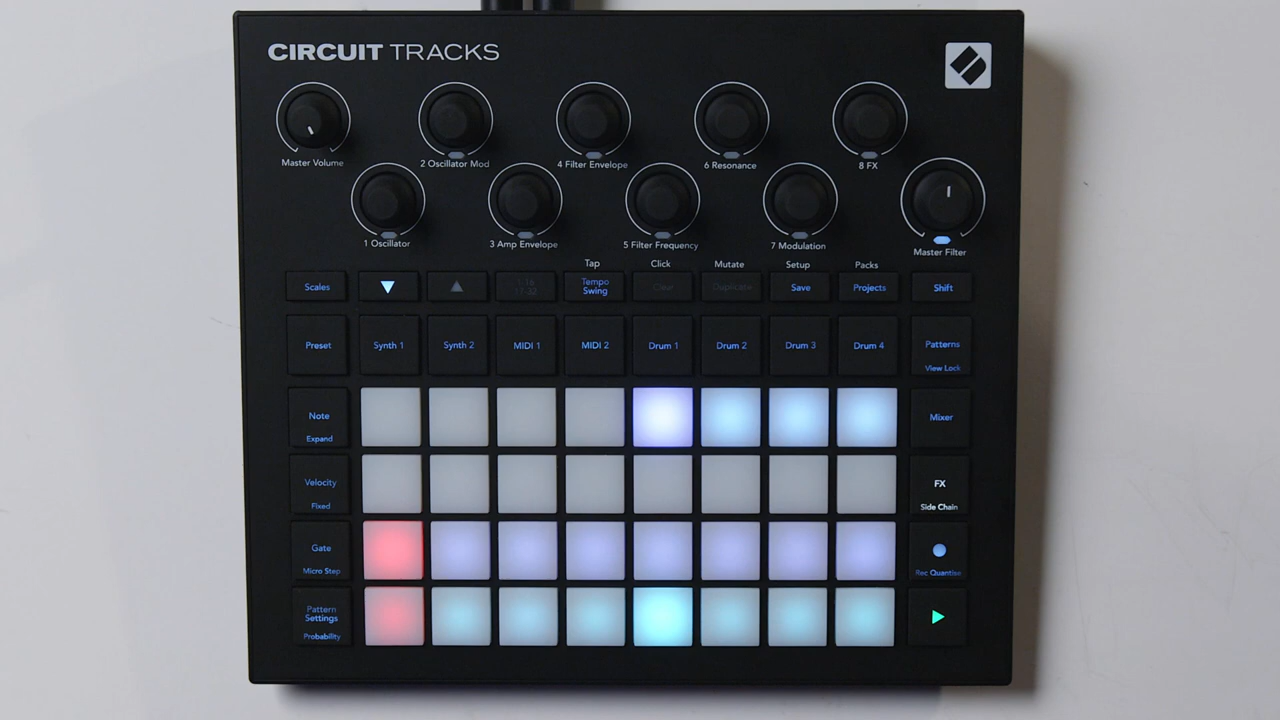 CIRCUIT TRACKS
Master Volume
2 Oscillator Mod
4 Filter Envelope
6 Resonance
8 FX
1 Oscillator
3 Amp Envelope
5 Filter Frequency
7 Modulation
Master Filter
Tap
Click
Mutate
Setup
Packs
Scales
Tempo
Swing
Clear
Duplicate
Save
Projects
Shift
Preset
Synth 1
Synth 2
MIDI 1
MIDI 2
Drum 1
Drum 2
Drum 3
Drum 4
Patterns
View Lock
Note
Expand
Mixer
Velocity
Fixed
FX
Side Chain
Gate
Micro Step
Rec Quantise
Pattern
Settings
Probability